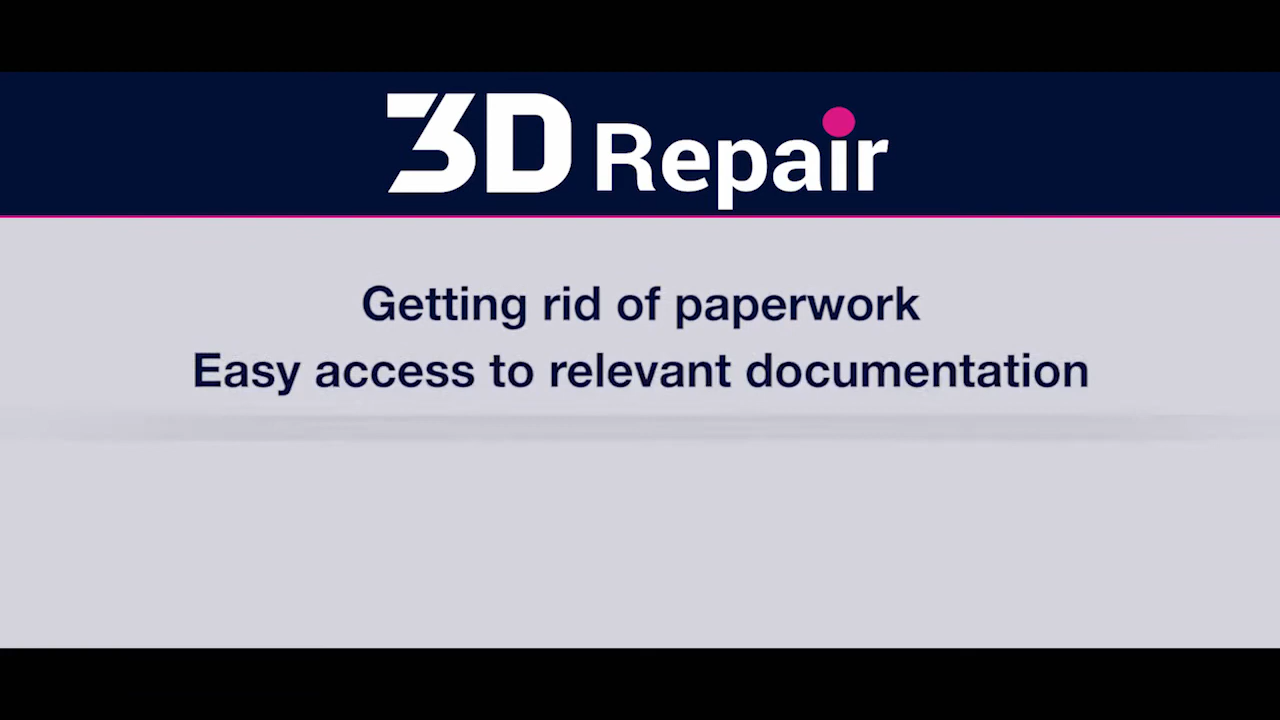 3D Repair
Getting rid of paperwork
Easy access to relevant documentation